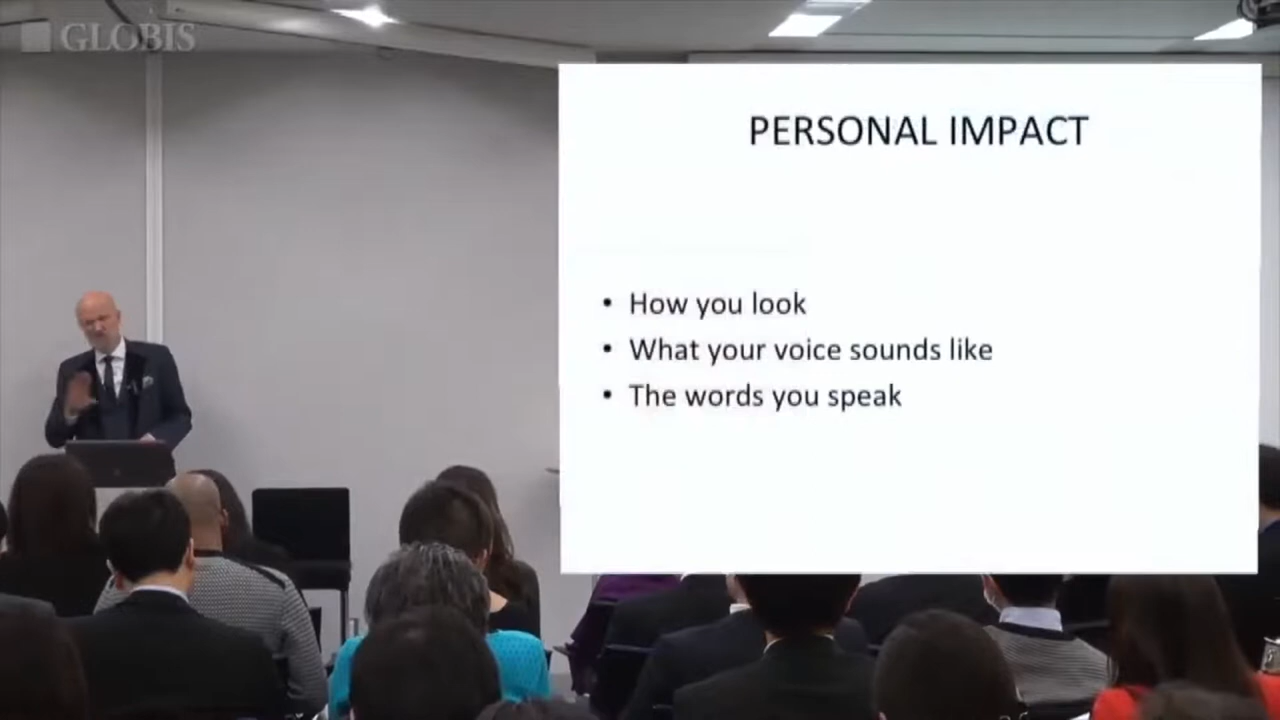 GLOBIS
PERSONAL IMPACT
• How you look
• What your voice sounds like
• The words you speak